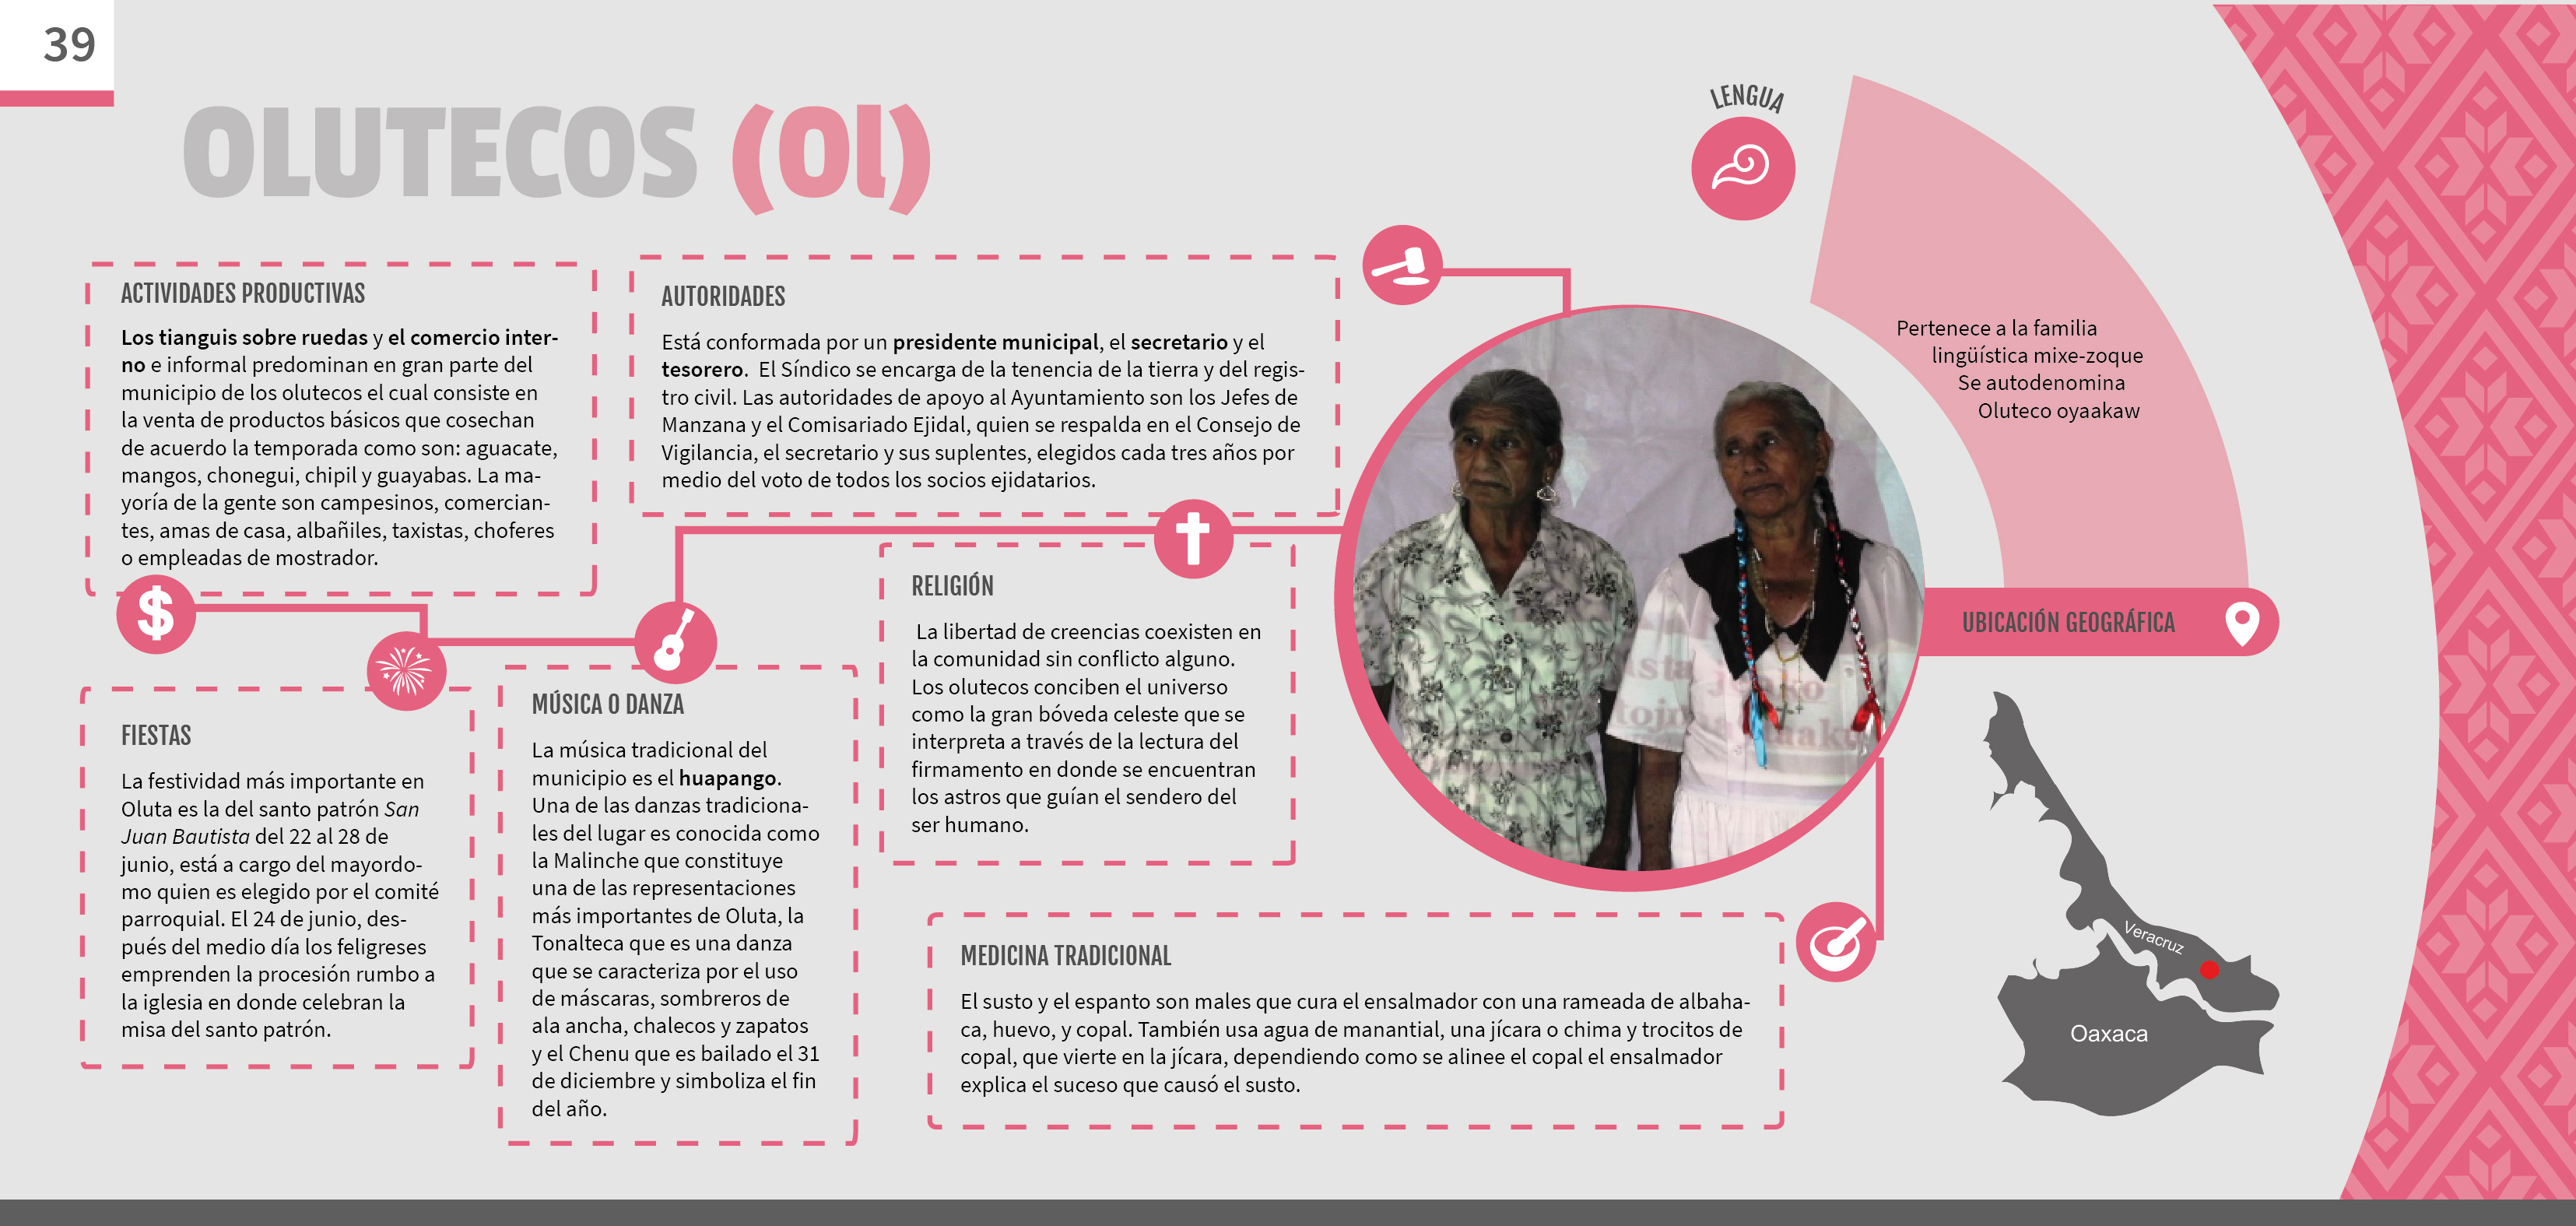 39
OLUTECOS (Ol)
LENGUA
Pertenece a la familia
lingüística mixe-zoque
Se autodenomina
Oluteco oyaakaw
ACTIVIDADES PRODUCTIVAS
Los tianguis sobre ruedas y el comercio inter-
no e informal predominan en gran parte del
municipio de los olutecos el cual consiste en
la venta de productos básicos que cosechan
de acuerdo la temporada como son: aguacate,
mangos, chonegui, chipil y guayabas. La ma-
yoría de la gente son campesinos, comercian-
tes, amas de casa, albañiles, taxistas, choferes
o empleadas de mostrador.
AUTORIDADES
Está conformada por un presidente municipal, el secretario y el
tesorero.  El Síndico se encarga de la tenencia de la tierra y del regis-
tro civil. Las autoridades de apoyo al Ayuntamiento son los Jefes de
Manzana y el Comisariado Ejidal, quien se respalda en el Consejo de
Vigilancia, el secretario y sus suplentes, elegidos cada tres años por
medio del voto de todos los socios ejidatarios.
FIESTAS
La festividad más importante en
Oluta es la del santo patrón San
Juan Bautista del 22 al 28 de
junio, está a cargo del mayordo-
mo quien es elegido por el comité
parroquial. El 24 de junio, des-
pués del medio día los feligreses
emprenden la procesión rumbo a
la iglesia en donde celebran la
misa del santo patrón.
MÚSICA O DANZA
La música tradicional del
municipio es el huapango.
Una de las danzas tradiciona-
les del lugar es conocida como
la Malinche que constituye
una de las representaciones
más importantes de Oluta, la
Tonalteca que es una danza
que se caracteriza por el uso
de máscaras, sombreros de
ala ancha, chalecos y zapatos
y el Chenu que es bailado el 31
de diciembre y simboliza el fin
del año.
RELIGIÓN
La libertad de creencias coexisten en
la comunidad sin conflicto alguno.
Los olutecos conciben el universo
como la gran bóveda celeste que se
interpreta a través de la lectura del
firmamento en donde se encuentran
los astros que guían el sendero del
ser humano.
MEDICINA TRADICIONAL
El susto y el espanto son males que cura el ensalmador con una rameada de albaha-
ca, huevo, y copal. También usa agua de manantial, una jícara o chima y trocitos de
copal, que vierte en la jícara, dependiendo como se alinee el copal el ensalmador
explica el suceso que causó el susto.
UBICACIÓN GEOGRÁFICA
Veracruz
Oaxaca